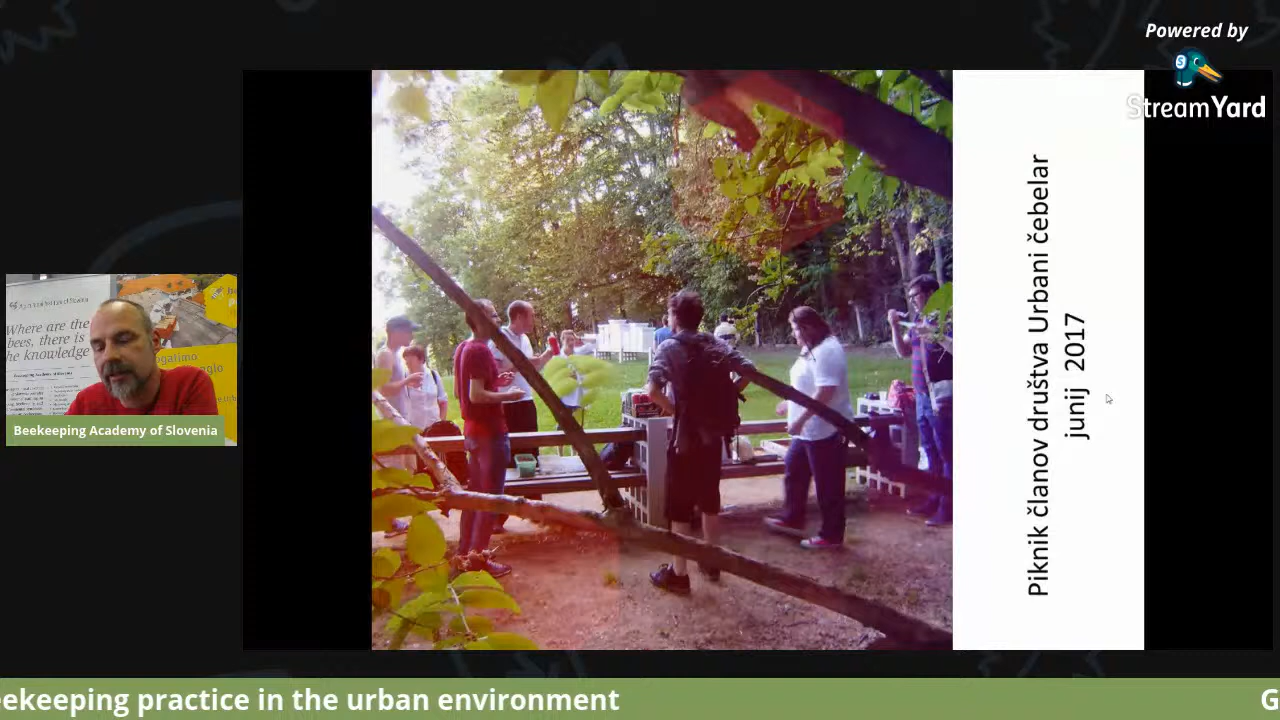 Powered by
StreamYard
Piknik članov društva Urbani čebelar
junij 2017
Where are the
bees, there is
he knowledge
Beekeeping Academy of Slovenia
eekeeping practice in the urban environment
G